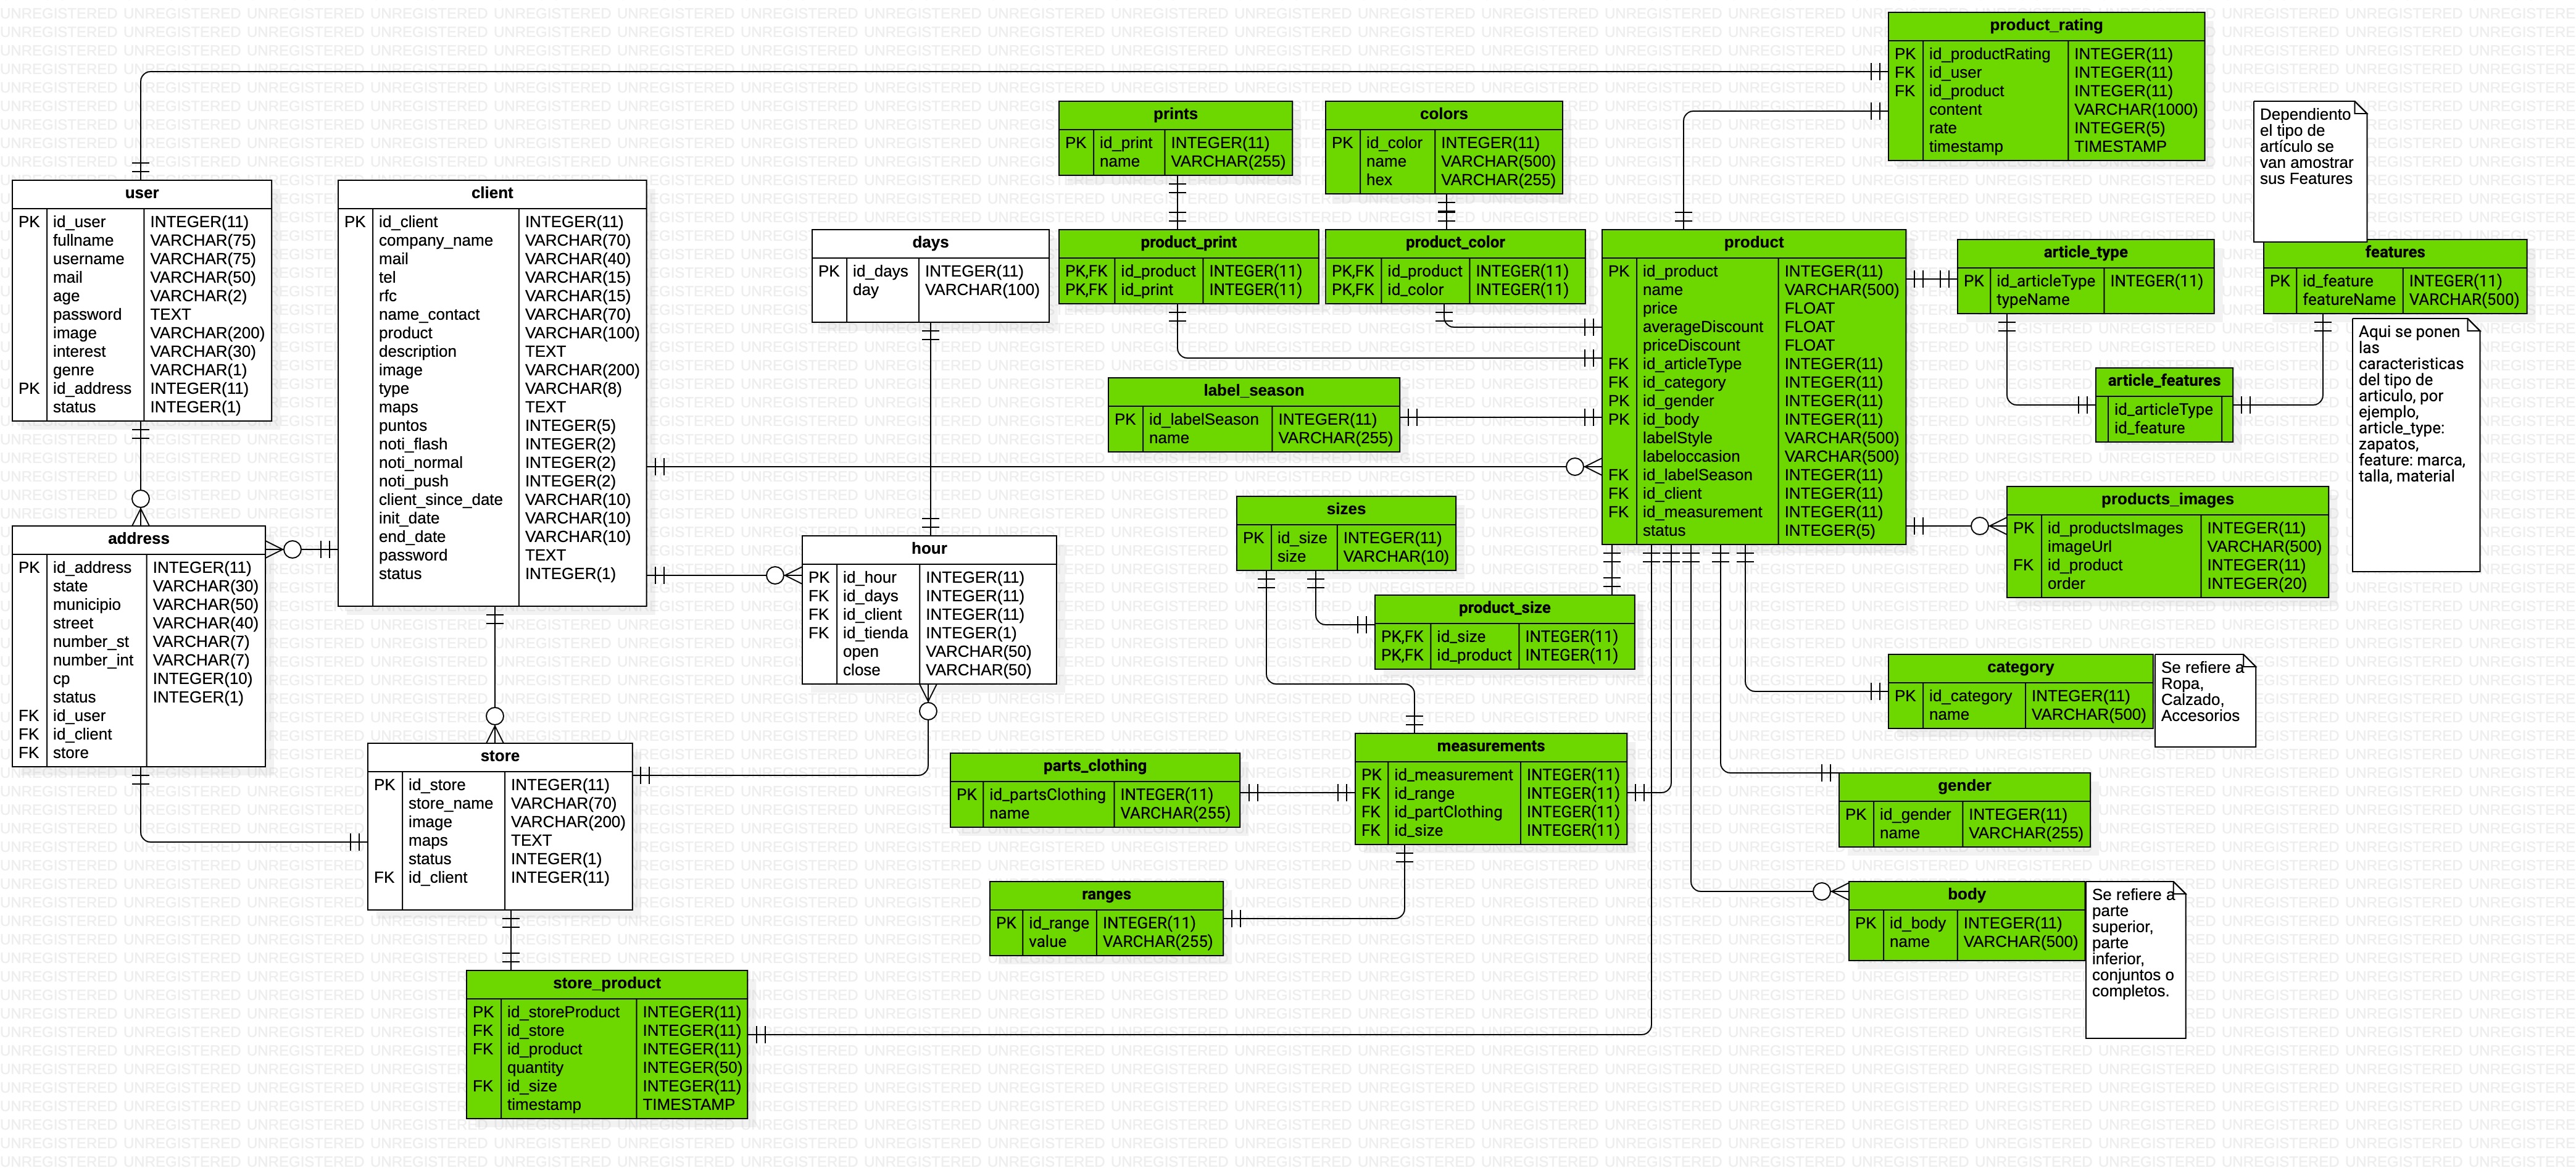 product_rating
PK id_productRating INTEGER(11)
FK id_user INTEGER(11)
FK id_product INTEGER(11)
content VARCHAR(1000)
rate INTEGER(5)
timestamp TIMESTAMP
prints
PK id_print INTEGER(11)
name VARCHAR(255)
colors
PK id_color INTEGER(11)
name VARCHAR(500)
hex VARCHAR(255)
Dependiento
el tipo de
artículo se
van amostrar
sus Features
user
PK id_user INTEGER(11)
fullname VARCHAR(75)
username VARCHAR(75)
mail VARCHAR(50)
age VARCHAR(2)
password TEXT
image VARCHAR(200)
interest VARCHAR(30)
genre VARCHAR(1)
PK id_address INTEGER(11)
status INTEGER(1)
client
PK id_client INTEGER(11)
company_name VARCHAR(70)
mail VARCHAR(40)
tel VARCHAR(15)
rfc VARCHAR(15)
name_contact VARCHAR(70)
product VARCHAR(100)
description TEXT
image VARCHAR(200)
type VARCHAR(8)
maps TEXT
puntos INTEGER(5)
noti_flash INTEGER(2)
noti_normal INTEGER(2)
noti_push INTEGER(2)
client_since_date VARCHAR(10)
init_date VARCHAR(10)
end_date VARCHAR(10)
password TEXT
status INTEGER(1)
days
PK id_days INTEGER(11)
day VARCHAR(100)
product_print
PK,FK id_product INTEGER(11)
PK,FK id_print INTEGER(11)
product_color
PK,FK id_product INTEGER(11)
PK,FK id_color INTEGER(11)
product
PK id_product INTEGER(11)
name VARCHAR(500)
price FLOAT
averageDiscount FLOAT
priceDiscount FLOAT
FK id_articleType INTEGER(11)
FK id_category INTEGER(11)
PK id_gender INTEGER(11)
PK id_body INTEGER(11)
labelStyle VARCHAR(500)
labeloccasion VARCHAR(500)
FK id_labelSeason INTEGER(11)
FK id_client INTEGER(11)
FK id_measurement INTEGER(11)
status INTEGER(5)
article_type
PK id_articleType INTEGER(11)
typeName
features
PK id_feature INTEGER(11)
featureName VARCHAR(500)
Aqui se ponen
las
caracteristicas
del tipo de
articulo, por
ejemplo,
article_type:
zapatos,
feature: marca,
talla, material
article_features
id_articleType
id_feature
label_season
PK id_labelSeason INTEGER(11)
name VARCHAR(255)
products_images
PK id_productsImages INTEGER(11)
imageUrl VARCHAR(500)
FK id_product INTEGER(11)
order INTEGER(20)
sizes
PK id_size INTEGER(11)
size VARCHAR(10)
address
PK id_address INTEGER(11)
state VARCHAR(30)
municipio VARCHAR(50)
street VARCHAR(40)
number_st VARCHAR(7)
number_int VARCHAR(7)
cp INTEGER(10)
status INTEGER(1)
FK id_user
FK id_client
FK store
hour
PK id_hour INTEGER(11)
FK id_days INTEGER(11)
FK id_client INTEGER(11)
FK id_tienda INTEGER(1)
open VARCHAR(50)
close VARCHAR(50)
product_size
PK,FK id_size INTEGER(11)
PK,FK id_product INTEGER(11)
category
PK id_category INTEGER(11)
name VARCHAR(500)
Se refiere a
Ropa,
Calzado,
Accesorios
store
PK id_store INTEGER(11)
store_name VARCHAR(70)
image VARCHAR(200)
maps TEXT
status INTEGER(1)
FK id_client INTEGER(11)
parts_clothing
PK id_partsClothing INTEGER(11)
name VARCHAR(255)
measurements
PK id_measurement INTEGER(11)
FK id_range INTEGER(11)
FK id_partClothing INTEGER(11)
FK id_size INTEGER(11)
gender
PK id_gender INTEGER(11)
name VARCHAR(255)
ranges
PK id_range INTEGER(11)
value VARCHAR(255)
body
PK id_body INTEGER(11)
name VARCHAR(500)
Se refiere a
parte
superior,
parte
inferior,
conjuntos o
completos.
store_product
PK id_storeProduct INTEGER(11)
FK id_store INTEGER(11)
FK id_product INTEGER(11)
quantity INTEGER(50)
FK id_size INTEGER(11)
timestamp TIMESTAMP
UNREGISTERED